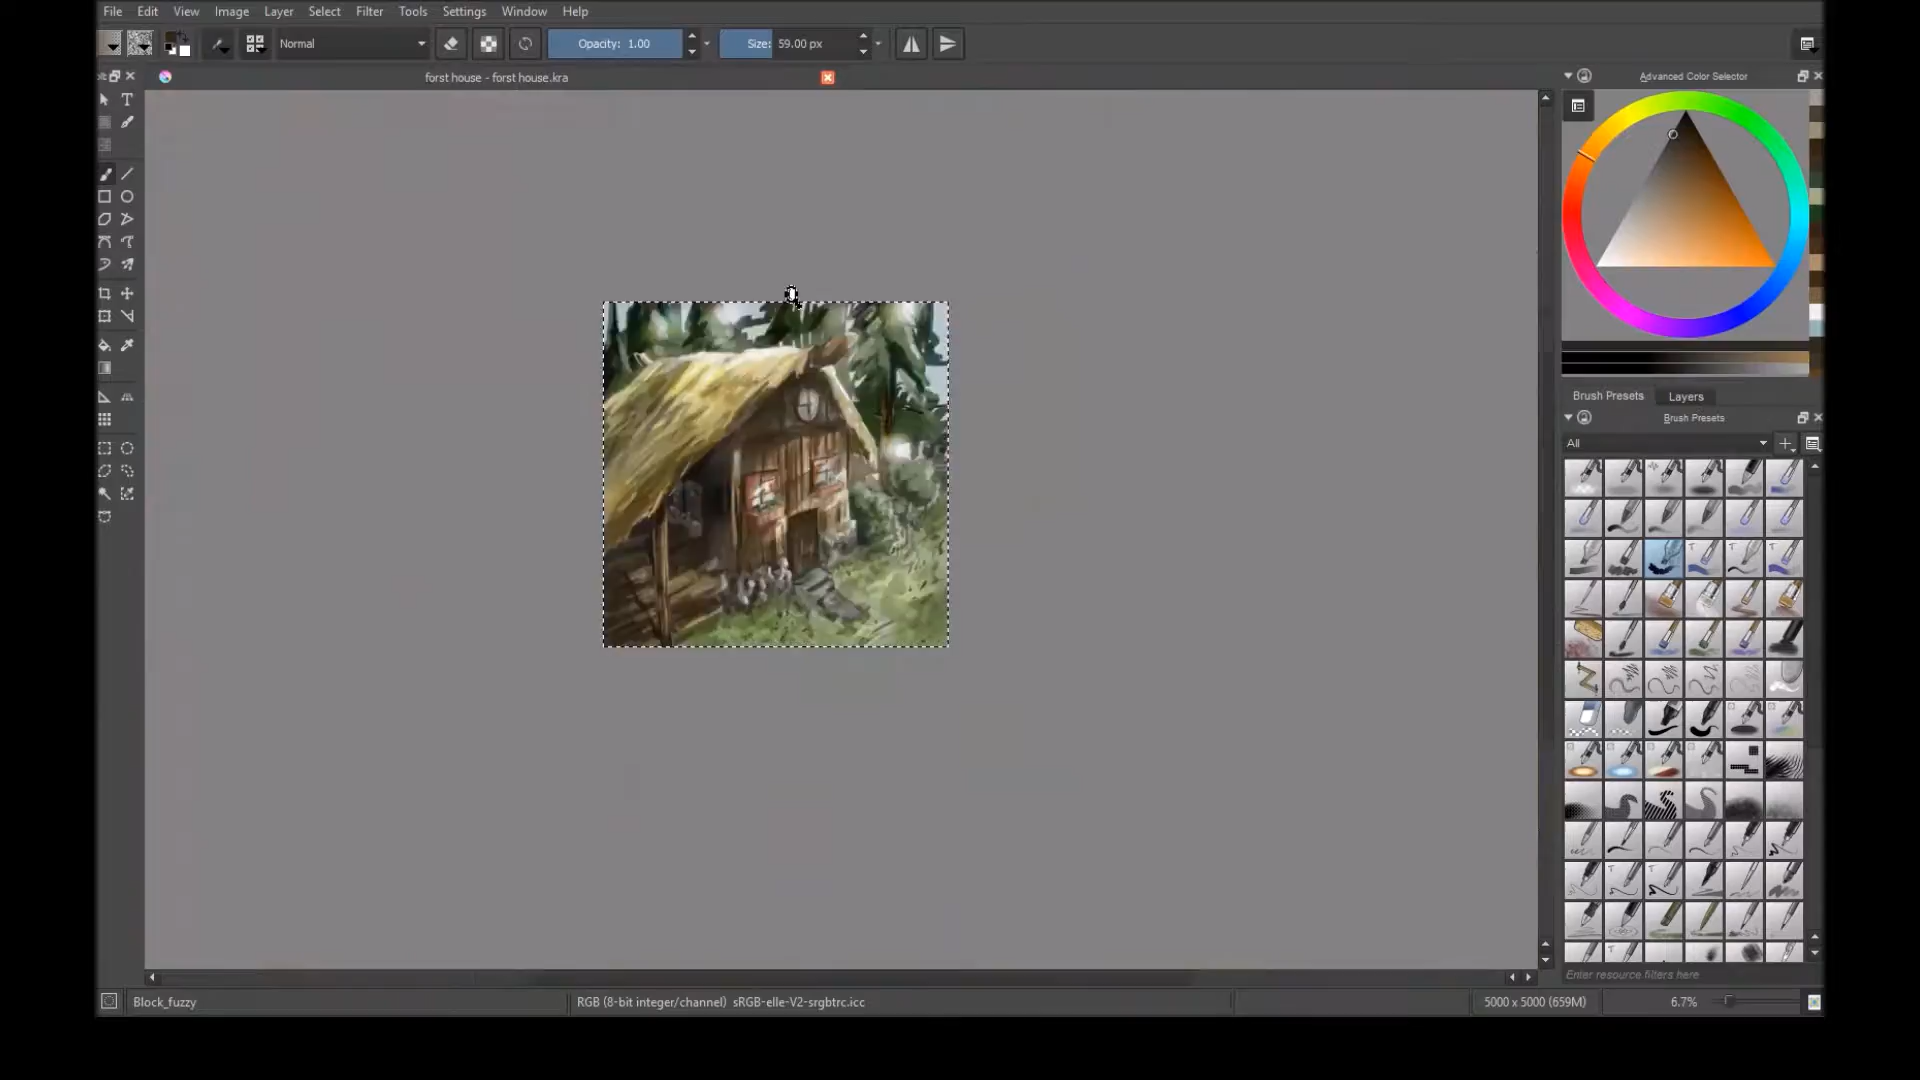 File Edit View Image Layer Select Filter Tools Settings Window Help
Normal
Opacity: 1.00
Size: 59.00 px
forst house - forst house.kra
Advanced Color Selector
Brush Presets
Layers
Brush Presets
All
Enter resource filters here
Block_fuzzy
RGB (8-bit integer/channel) sRGB-elle-V2-srgbtrc.icc
5000 x 5000 (659M)
6.7%